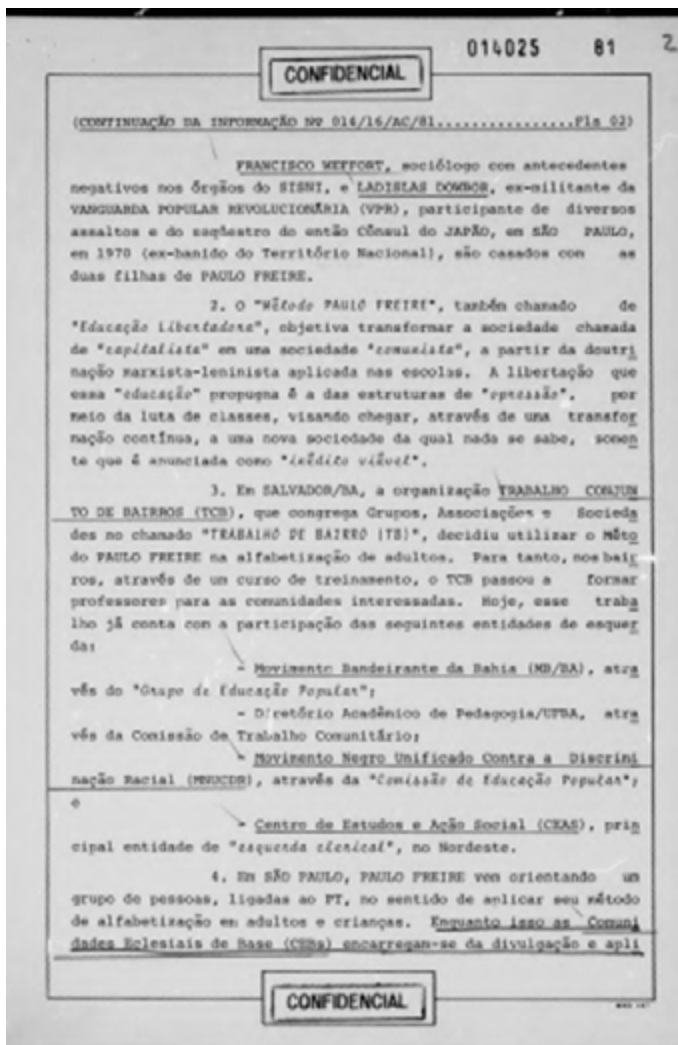 014025 81 2
CONFIDENCIAL
(CONTINUAÇÃO DA INFORMAÇÃO Nº 014/16/AC/81................Fls 02)
FRANCISCO WEFFORT, sociólogo com antecedentes
negativos nos órgãos do SISNI, e LADISLAS DOWBOR, ex-militante da
VANGUARDA POPULAR REVOLUCIONÁRIA (VPR), participante de diversos
assaltos e do seqüestro do então Cônsul do JAPÃO, em SÃO PAULO,
em 1970 (ex-banido do Território Nacional), são casados com as
duas filhas de PAULO FREIRE.
2. O "Método PAULO FREIRE", também chamado de
"Educação Libertadora", objetiva transformar a sociedade chamada
de "capitalista" em uma sociedade "comunista", a partir da doutri
nação marxista-leninista aplicada nas escolas. A libertação que
essa "educação" propugna é a das estruturas de "opressão", por
meio da luta de classes, visando chegar, através de uma transfor
mação contínua, a uma nova sociedade da qual nada se sabe, somen
te que é anunciada como "inédito viável".
3. Em SALVADOR/BA, a organização TRABALHO CONJUN
TO DE BAIRROS (TCB), que congrega Grupos, Associações e Socieda
des no chamado "TRABALHO DE BAIRRO (TB)", decidiu utilizar o Méto
do PAULO FREIRE na alfabetização de adultos. Para tanto, nos bair
ros, através de um curso de treinamento, o TCB passou a formar
professores para as comunidades interessadas. Hoje, esse traba
lho já conta com a participação das seguintes entidades de esquer
da:
- Movimento Bandeirante da Bahia (MB/BA), atra
vés do "Grupo de Educação Popular";
- Diretório Acadêmico de Pedagogia/UFBA, atra
vés da Comissão de Trabalho Comunitário;
- Movimento Negro Unificado Contra a Discrimi
nação Racial (MNUCDR), através da "Comissão de Educação Popular";
e
- Centro de Estudos e Ação Social (CEAS), prin
cipal entidade de "esquerda clerical", no Nordeste.
4. Em SÃO PAULO, PAULO FREIRE vem orientando um
grupo de pessoas, ligadas ao PT, no sentido de aplicar seu método
de alfabetização em adultos e crianças. Enquanto isso as Comuni
dades Eclesiais de Base (CEBs) encarregam-se da divulgação e apli
CONFIDENCIAL